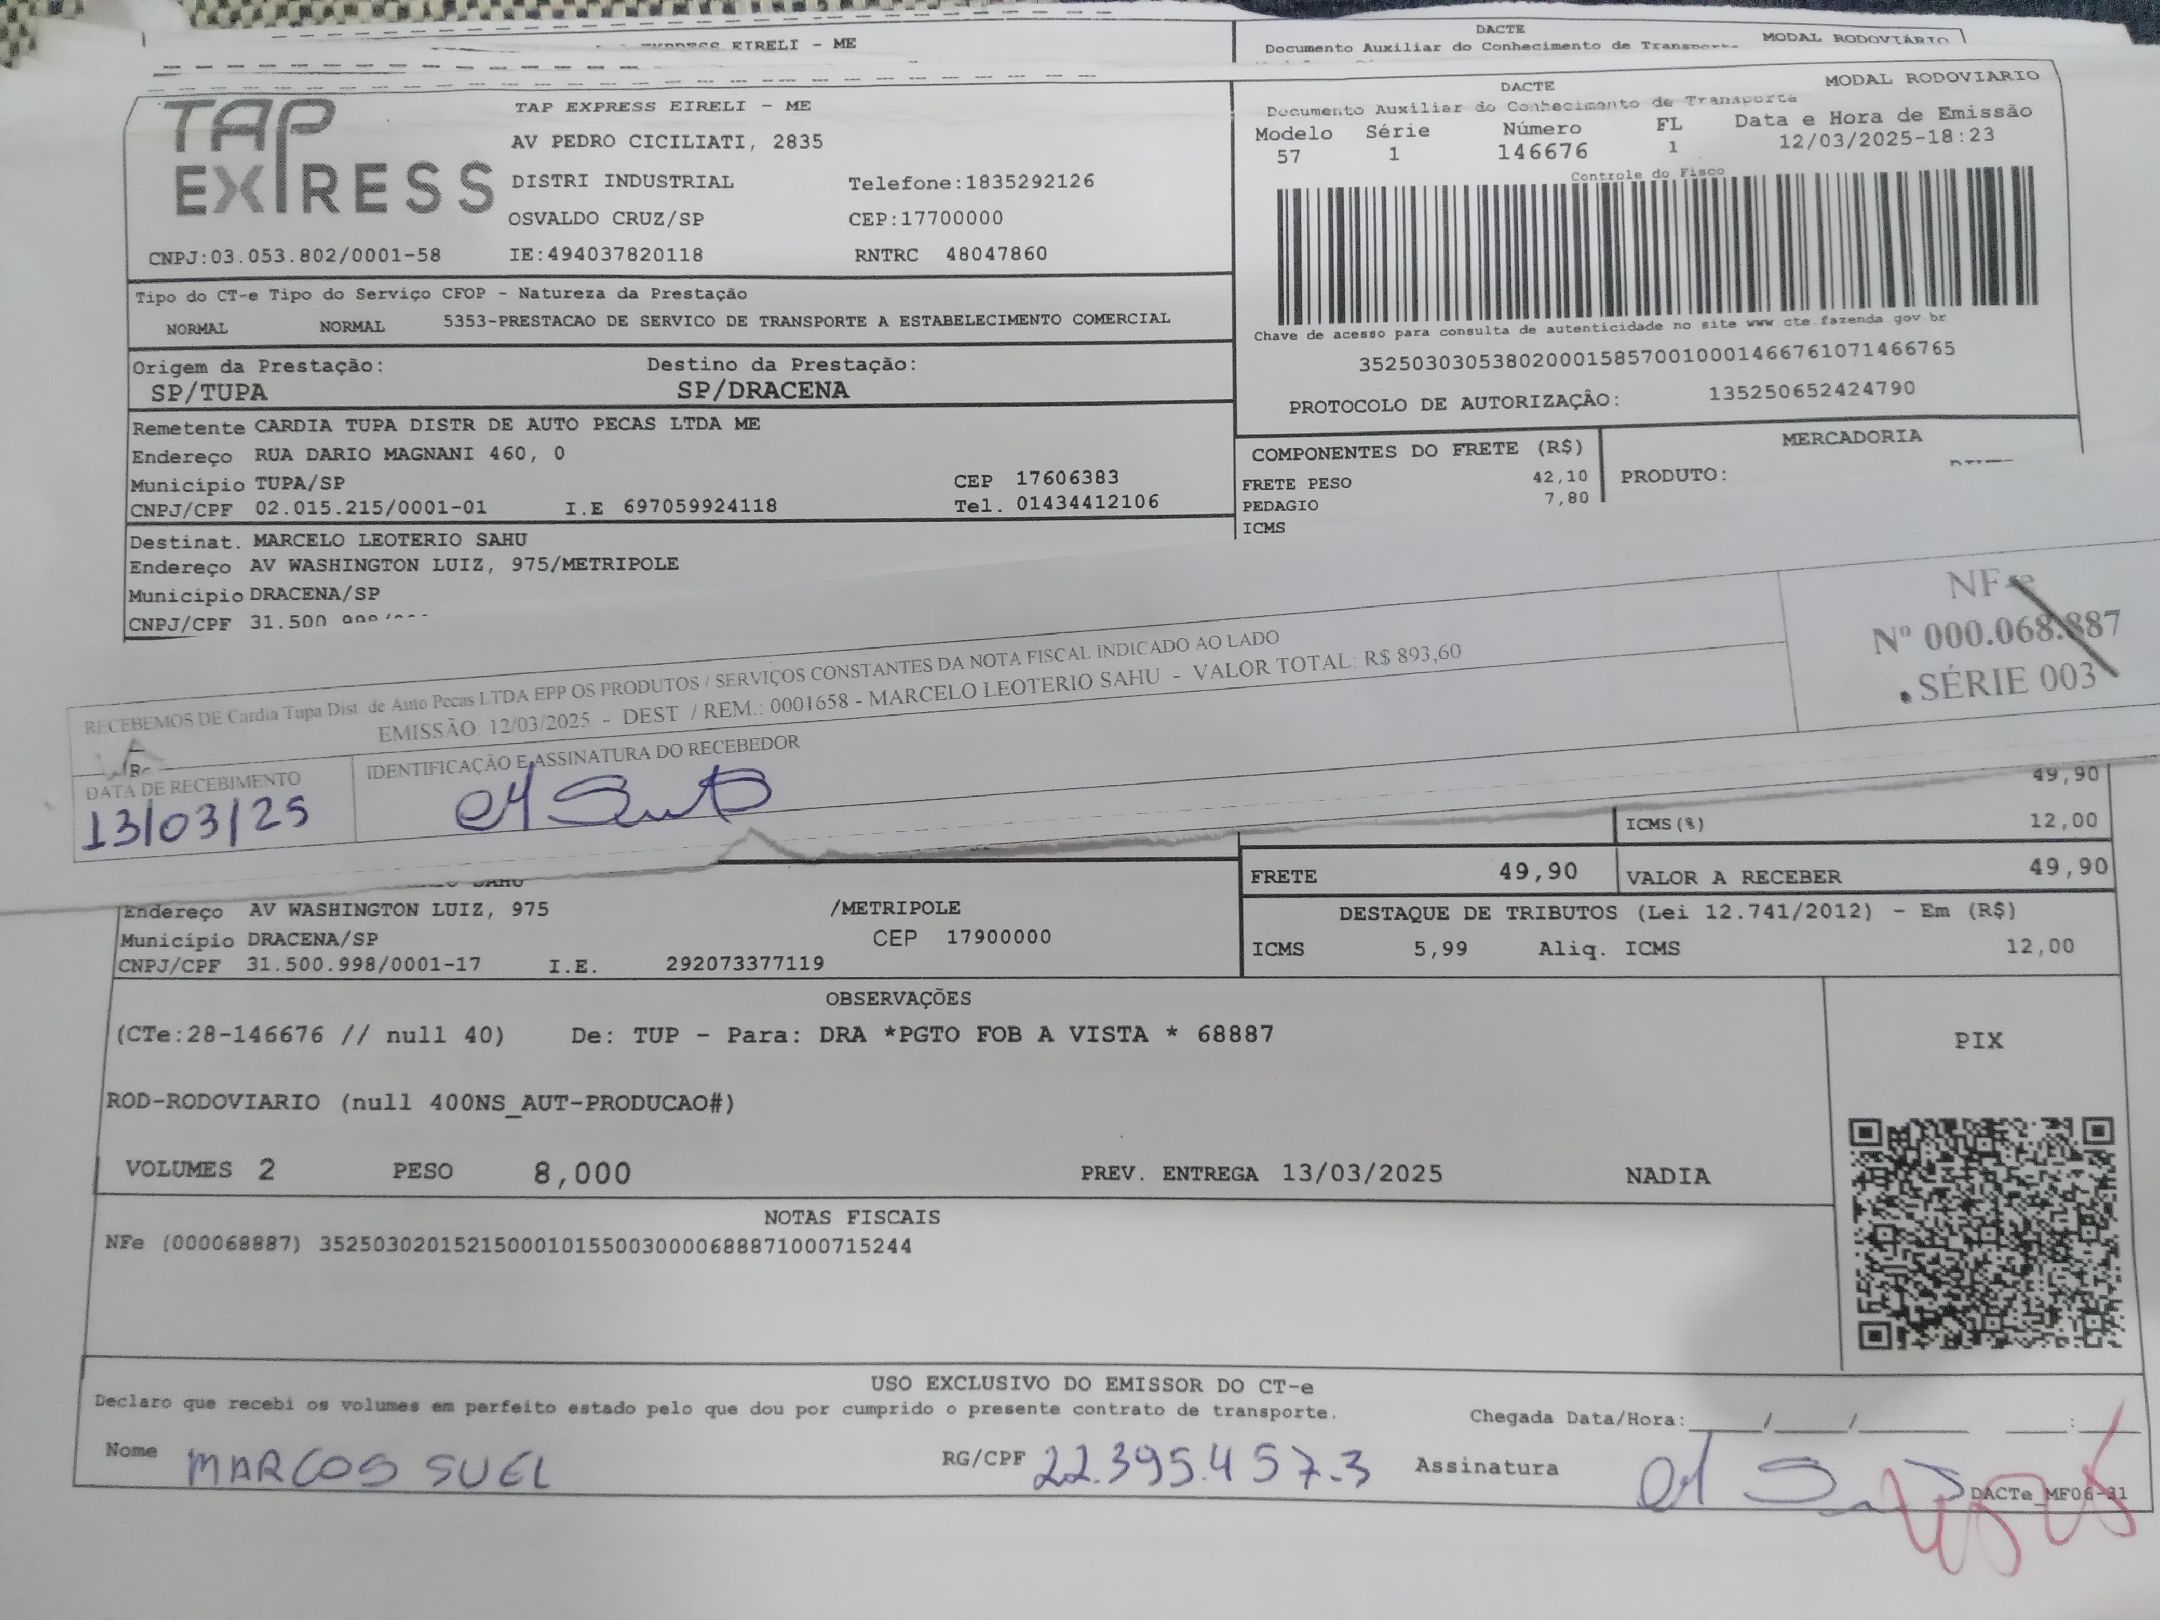 EIRELI - ME
DACTE
MODAL RODOVIÁRIO
Documento Auxiliar do Conhecimento de Transporte
TAP EXPRESS
TAP EXPRESS EIRELI - ME
AV PEDRO CICILIATI, 2835
DISTRI INDUSTRIAL Telefone:1835292126
OSVALDO CRUZ/SP CEP:17700000
CNPJ:03.053.802/0001-58 IE:494037820118 RNTRC 48047860
DACTE MODAL RODOVIARIO
Documento Auxiliar do Conhecimento de Transporte
Modelo Série Número FL Data e Hora de Emissão
57 1 146676 1 12/03/2025-18:23
Controle do Fisco
Chave de acesso para consulta de autenticidade no site www.cte.fazenda.gov.br
35250303053802000158570010001466761071466765
PROTOCOLO DE AUTORIZAÇÂO: 135250652424790
Tipo do CT-e Tipo do Serviço CFOP - Natureza da Prestação
NORMAL NORMAL 5353-PRESTACAO DE SERVICO DE TRANSPORTE A ESTABELECIMENTO COMERCIAL
Origem da Prestação: Destino da Prestação:
SP/TUPA SP/DRACENA
Remetente CARDIA TUPA DISTR DE AUTO PECAS LTDA ME
Endereço RUA DARIO MAGNANI 460, 0
Município TUPA/SP CEP 17606383
CNPJ/CPF 02.015.215/0001-01 I.E 697059924118 Tel. 01434412106
COMPONENTES DO FRETE (R$) MERCADORIA
FRETE PESO 42,10 PRODUTO:
PEDAGIO 7,80
ICMS
Destinat. MARCELO LEOTERIO SAHU
Endereço AV WASHINGTON LUIZ, 975/METRIPOLE
Município DRACENA/SP
CNPJ/CPF 31.500
RECEBEMOS DE Cardia Tupa Dist. de Auto Pecas LTDA EPP OS PRODUTOS / SERVIÇOS CONSTANTES DA NOTA FISCAL INDICADO AO LADO
EMISSÃO: 12/03/2025 - DEST. / REM.: 0001658 - MARCELO LEOTERIO SAHU - VALOR TOTAL: R$ 893,60
NF-e
Nº 000.068.887
SÉRIE 003
DATA DE RECEBIMENTO IDENTIFICAÇÃO E ASSINATURA DO RECEBEDOR
13/03/25
49,90
ICMS(%) 12,00
FRETE 49,90 VALOR A RECEBER 49,90
SAHU
Endereço AV WASHINGTON LUIZ, 975 /METRIPOLE
Município DRACENA/SP CEP 17900000
CNPJ/CPF 31.500.998/0001-17 I.E. 292073377119
DESTAQUE DE TRIBUTOS (Lei 12.741/2012) - Em (R$)
ICMS 5,99 Aliq. ICMS 12,00
OBSERVAÇÕES
(CTe:28-146676 // null 40) De: TUP - Para: DRA *PGTO FOB A VISTA * 68887
PIX
ROD-RODOVIARIO (null 400NS_AUT-PRODUCAO#)
VOLUMES 2 PESO 8,000 PREV. ENTREGA 13/03/2025 NADIA
NOTAS FISCAIS
NFe (000068887) 35250302015215000101550030000688871000715244
USO EXCLUSIVO DO EMISSOR DO CT-e
Declaro que recebi os volumes em perfeito estado pelo que dou por cumprido o presente contrato de transporte. Chegada Data/Hora:____/____/______ ___:___
Nome MARCOS SUEL RG/CPF 22.395.457.3 Assinatura
DACTe_MF06-31